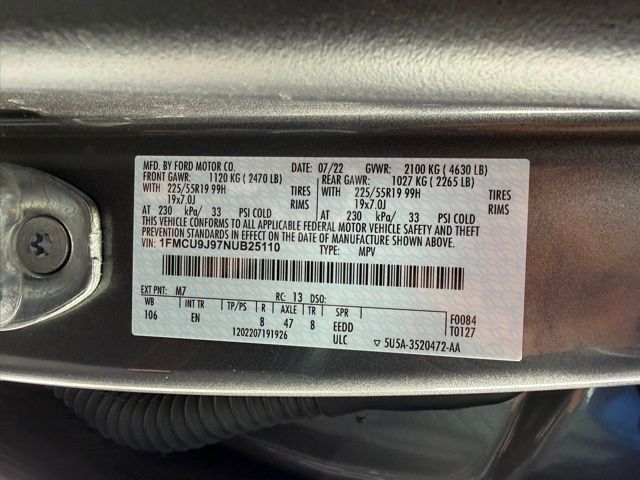 MFD. BY FORD MOTOR CO.
DATE: 07/22 GVWR: 2100 KG ( 4630 LB)
FRONT GAWR: 1120 KG ( 2470 LB)
WITH 225/55R19 99H TIRES
19x7.0J RIMS
AT 230 kPa/ 33 PSI COLD
REAR GAWR: 1027 KG ( 2265 LB)
WITH 225/55R19 99H TIRES
19x7.0J RIMS
AT 230 kPa/ 33 PSI COLD
THIS VEHICLE CONFORMS TO ALL APPLICABLE FEDERAL MOTOR VEHICLE SAFETY AND THEFT
PREVENTION STANDARDS IN EFFECT ON THE DATE OF MANUFACTURE SHOWN ABOVE.
VIN: 1FMCU9J97NUB25110 TYPE: MPV
EXT PNT: M7 RC: 13 DSO:
WB INT TR TP/PS R AXLE TR SPR
106 EN B 47 8 EEDD
1202207191926 ULC
F0084
T0127
▽ 5U5A-3520472-AA